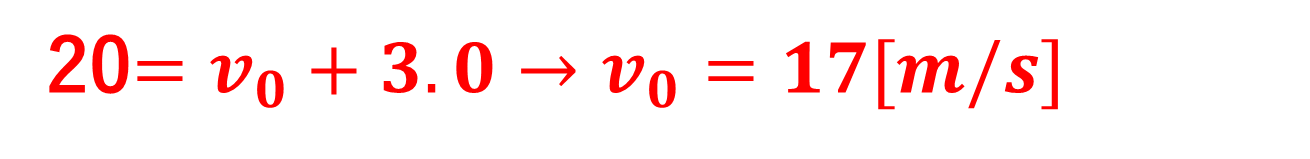 20= v₀ + 3.0 → v₀ = 17[m/s]